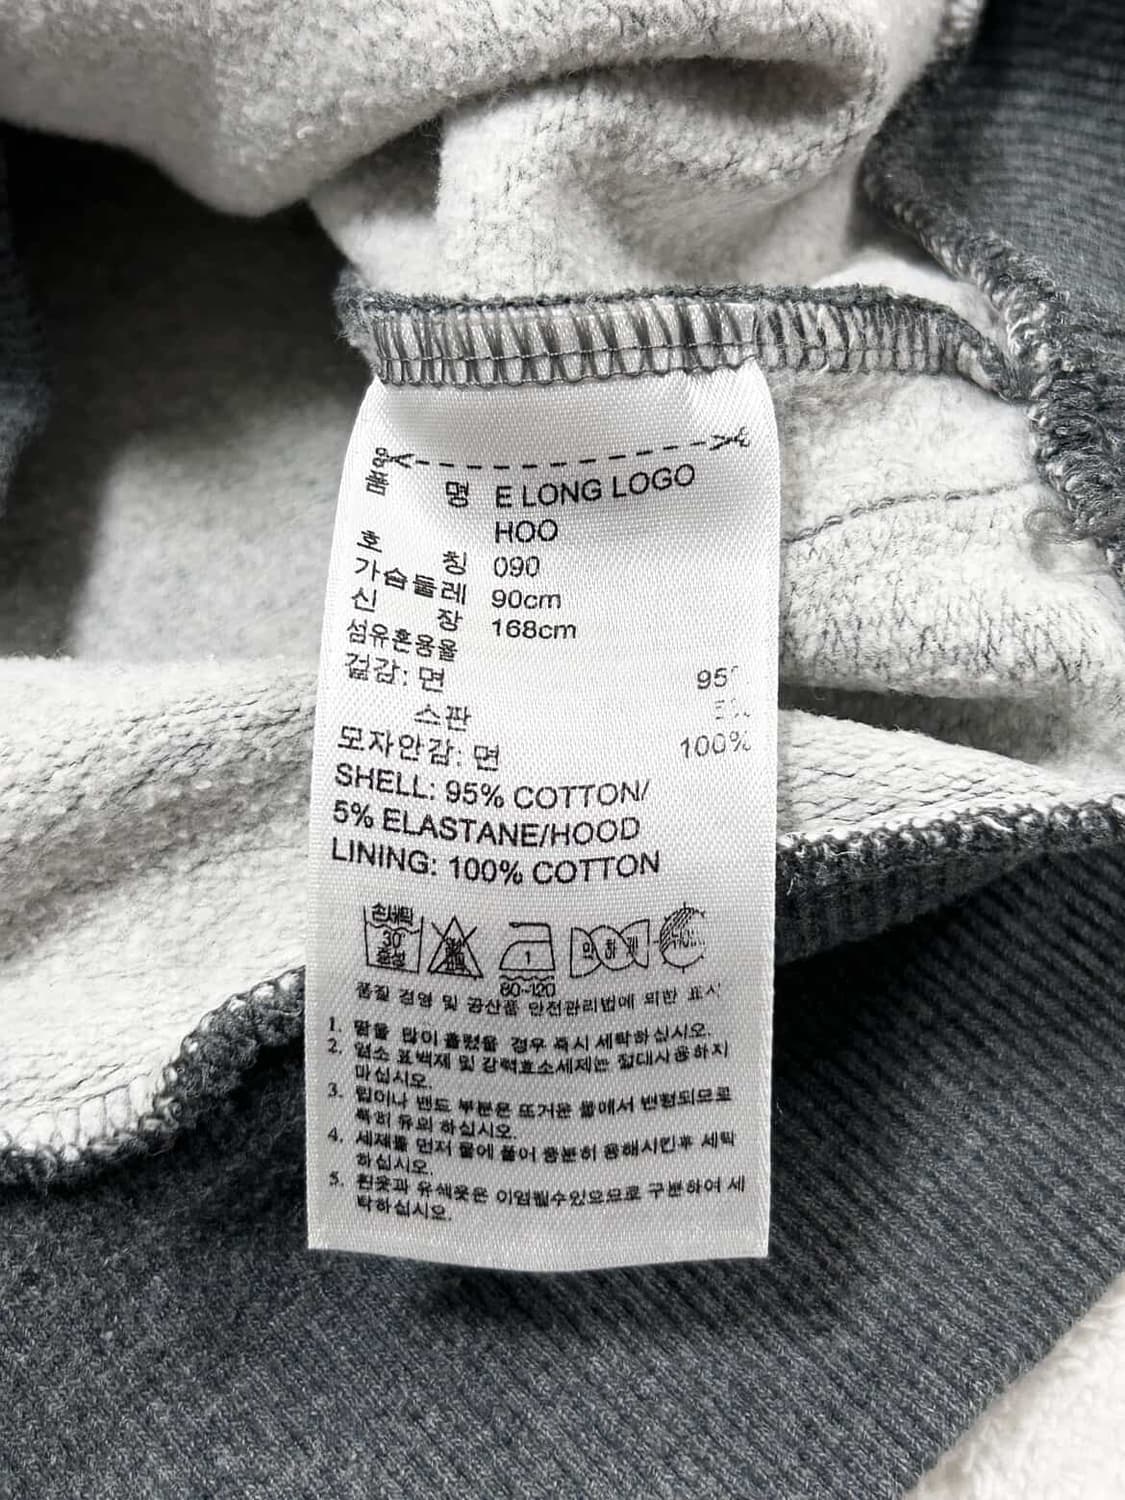 품 명 E LONG LOGO
HOO
호 칭 090
가슴둘레 90cm
신 장 168cm
섬유혼용율
겉감: 면 95%
스판 5%
모자안감: 면 100%
SHELL: 95% COTTON/
5% ELASTANE/HOOD
LINING: 100% COTTON
손세탁
30°
중성
1
80~120
약하게
품질 경영 및 공산품 안전관리법에 의한 표시
1. 땀을 많이 흘렸을 경우 즉시 세탁하십시오.
2. 염소 표백제 및 강력효소세제는 절대사용하지
마십시오.
3. 립이나 밴드 부분은 뜨거운 물에서 변형되므로
특히 유의 하십시오.
4. 세제를 먼저 물에 풀어 충분히 용해시킨후 세탁
하십시오.
5. 흰옷과 유색옷은 이염될수있으므로 구분하여 세
탁하십시오.